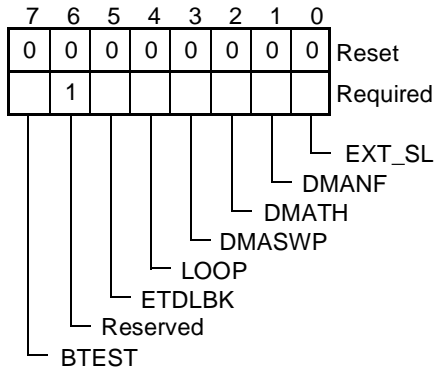 7 6 5 4 3 2 1 0
0 0 0 0 0 0 0 0 Reset
1 Required
EXT_SL
DMANF
DMATH
DMASWP
LOOP
ETDLBK
Reserved
BTEST